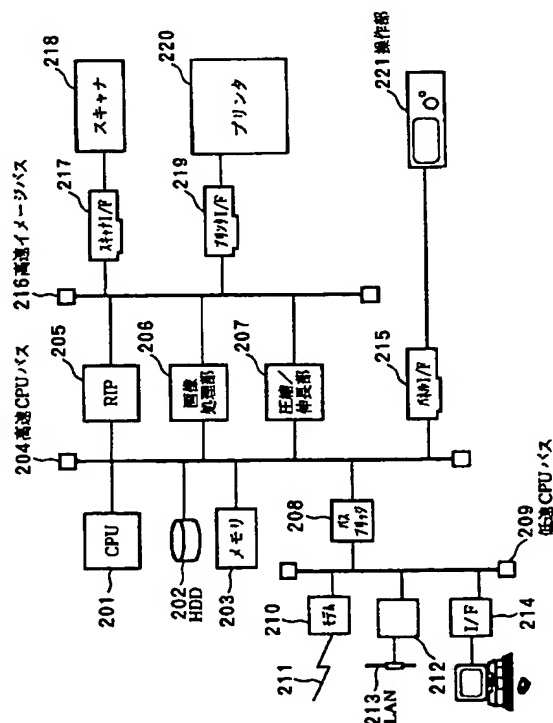 218
スキャナ
217
スキャナI/F
220
プリンタ
219
プリンタI/F
221 操作部
216 高速イメージバス
205
RIP
206
画像
処理部
207
圧縮/
伸長部
215
パネルI/F
204 高速CPUバス
CPU
201
202
HDD
メモリ
203
208
バス
ブリッジ
209
低速CPUバス
210
モデム
211
212
213
LAN
I/F
214